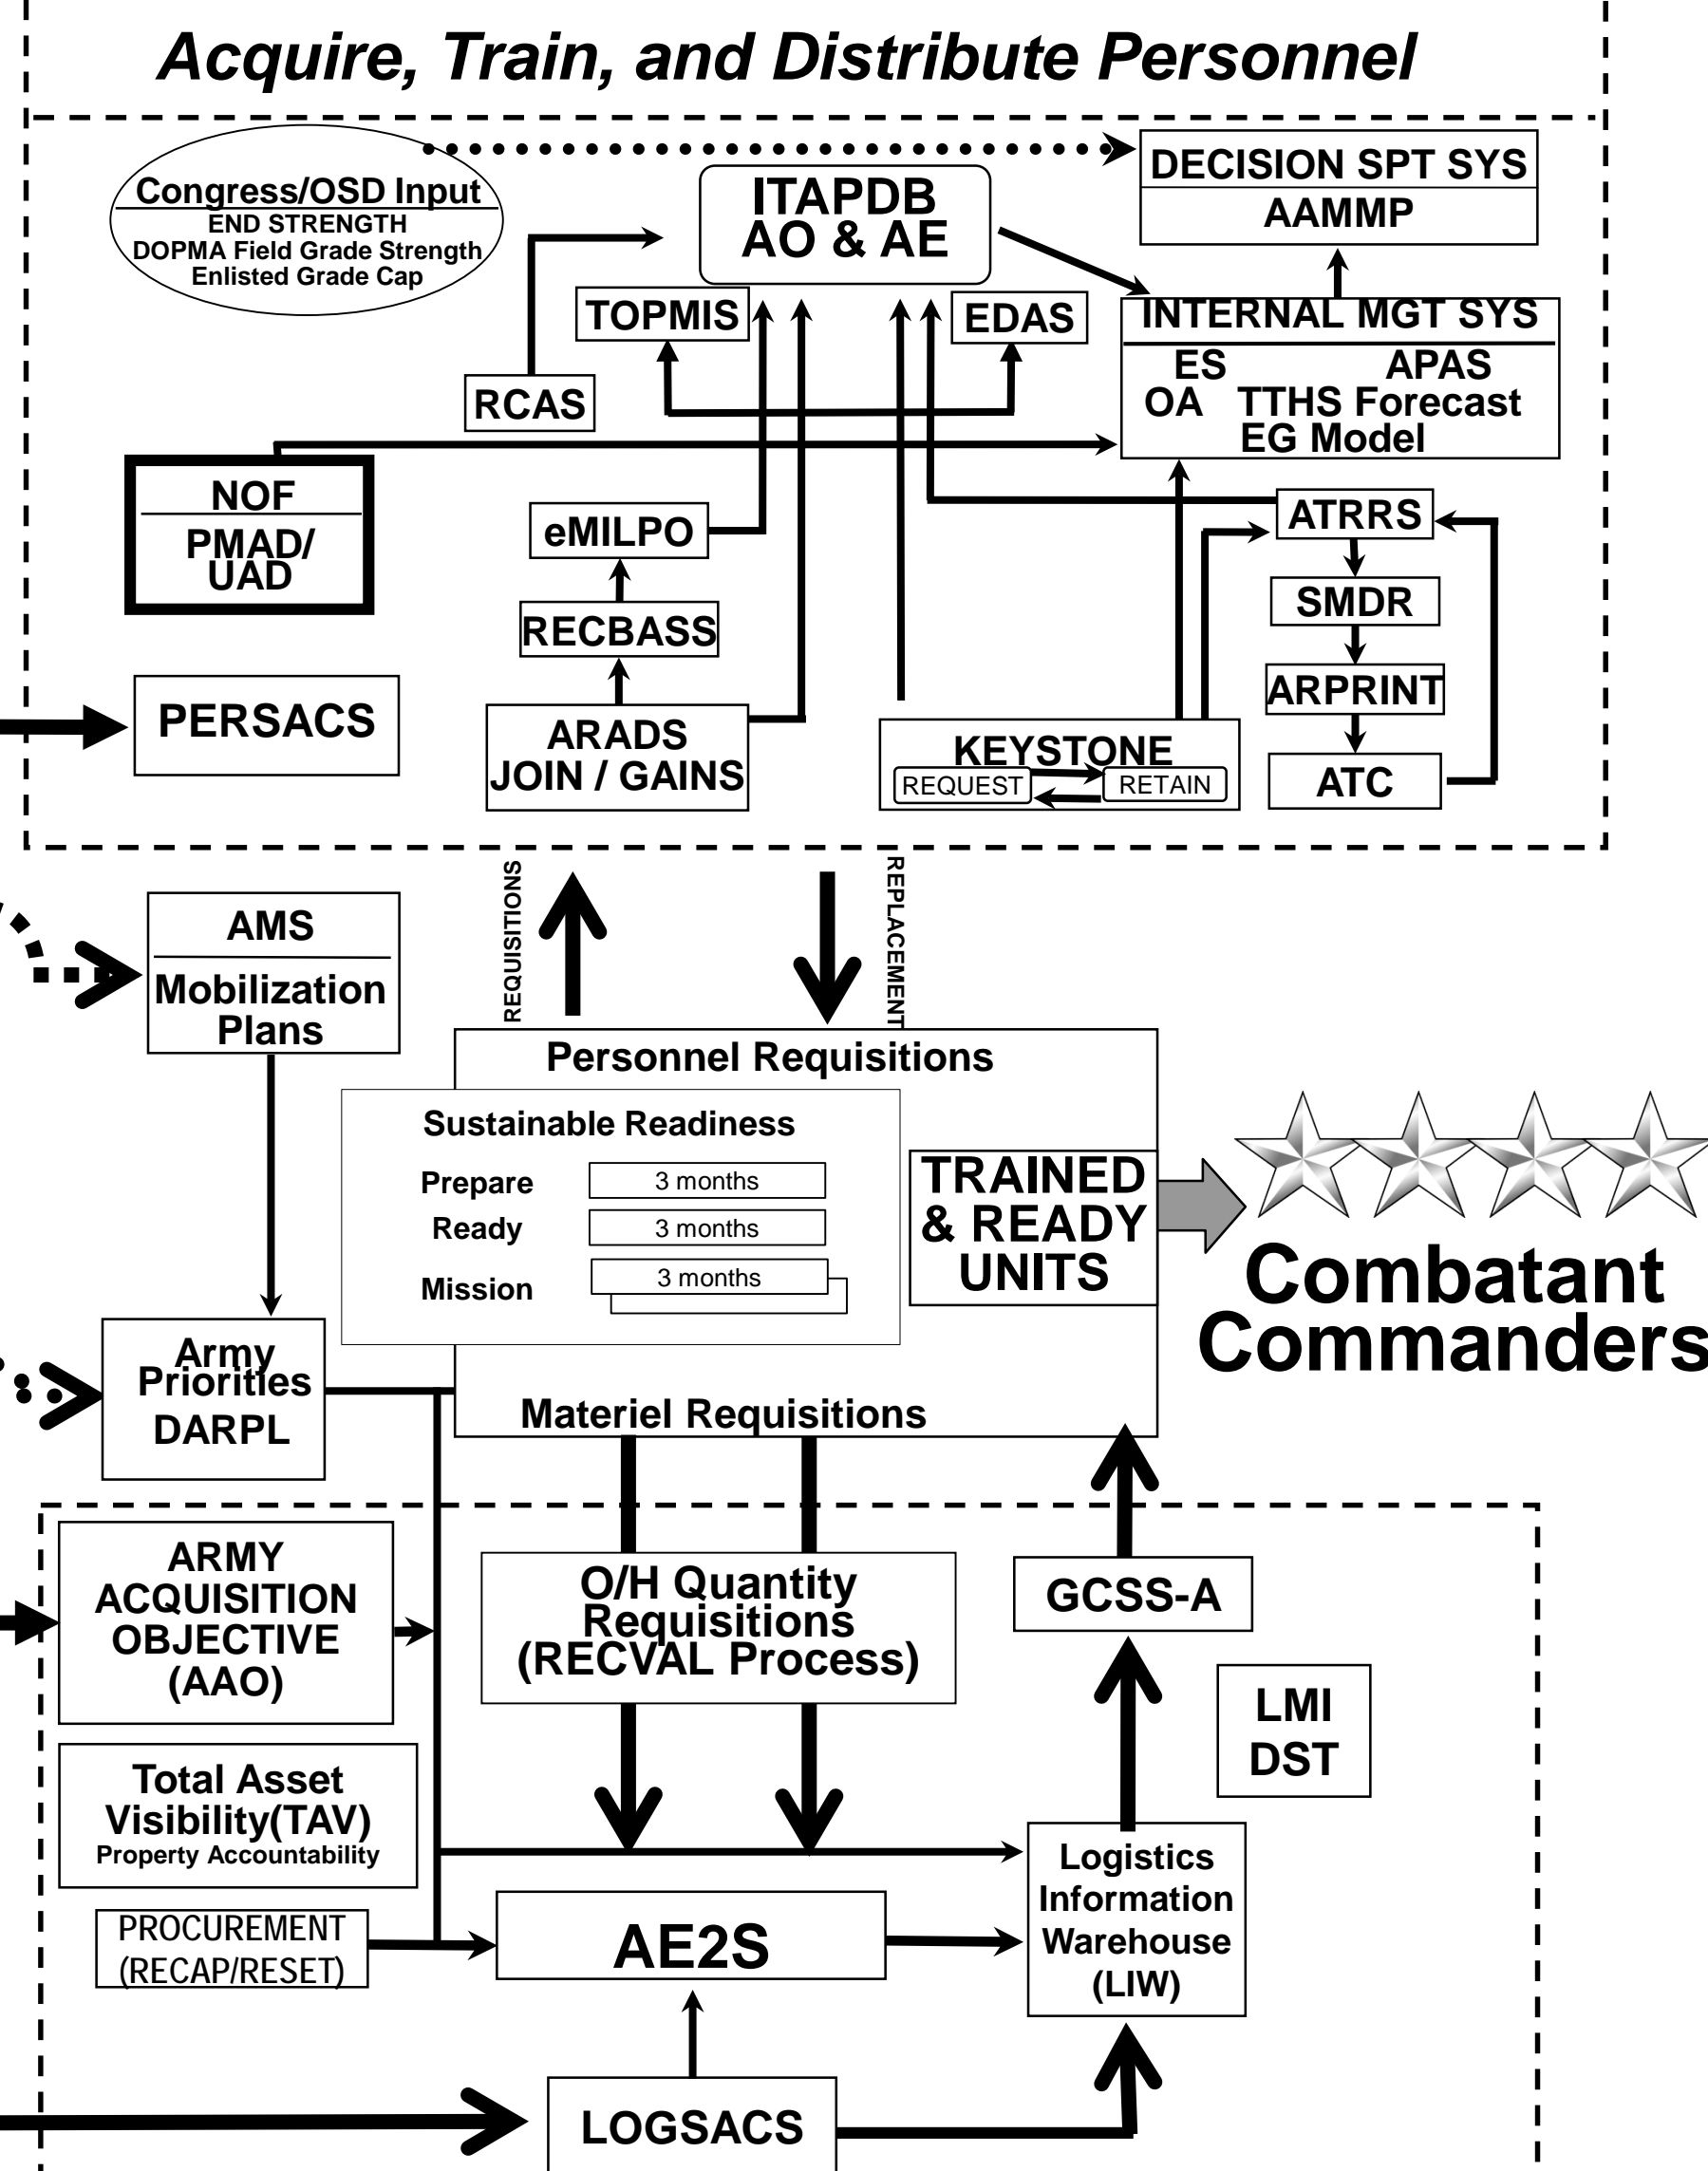 Acquire, Train, and Distribute Personnel
Congress/OSD Input
END STRENGTH
DOPMA Field Grade Strength
Enlisted Grade Cap
ITAPDB
AO & AE
DECISION SPT SYS
AAMMP
TOPMIS
EDAS
INTERNAL MGT SYS
ES APAS
OA TTHS Forecast
EG Model
RCAS
NOF
PMAD/
UAD
eMILPO
ATRRS
RECBASS
SMDR
PERSACS
ARPRINT
ARADS
JOIN / GAINS
KEYSTONE
REQUEST
RETAIN
ATC
REQUISITIONS
REPLACEMENT
AMS
Mobilization
Plans
Personnel Requisitions
Sustainable Readiness
Prepare 3 months
Ready 3 months
Mission 3 months
TRAINED
& READY
UNITS
Combatant
Commanders
Army
Priorities
DARPL
Materiel Requisitions
ARMY
ACQUISITION
OBJECTIVE
(AAO)
O/H Quantity
Requisitions
(RECVAL Process)
GCSS-A
LMI
DST
Total Asset
Visibility(TAV)
Property Accountability
Logistics
Information
Warehouse
(LIW)
PROCUREMENT
(RECAP/RESET)
AE2S
LOGSACS